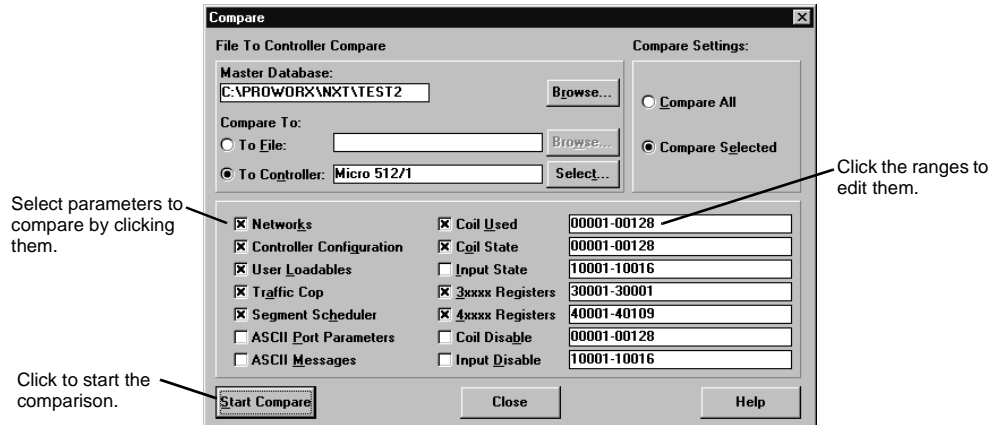 Compare
File To Controller Compare
Compare Settings:
Master Database:
C:\PROWORX\NXT\TEST2
Browse...
Compare To:
To File:
Browse...
To Controller: Micro 512/1
Select...
Compare All
Compare Selected
Click the ranges to
edit them.
Select parameters to
compare by clicking
them.
Networks
Coil Used
00001-00128
Controller Configuration
Coil State
00001-00128
User Loadables
Input State
10001-10016
Traffic Cop
3xxxx Registers
30001-30001
Segment Scheduler
4xxxx Registers
40001-40109
ASCII Port Parameters
Coil Disable
00001-00128
ASCII Messages
Input Disable
10001-10016
Click to start the
comparison.
Start Compare
Close
Help